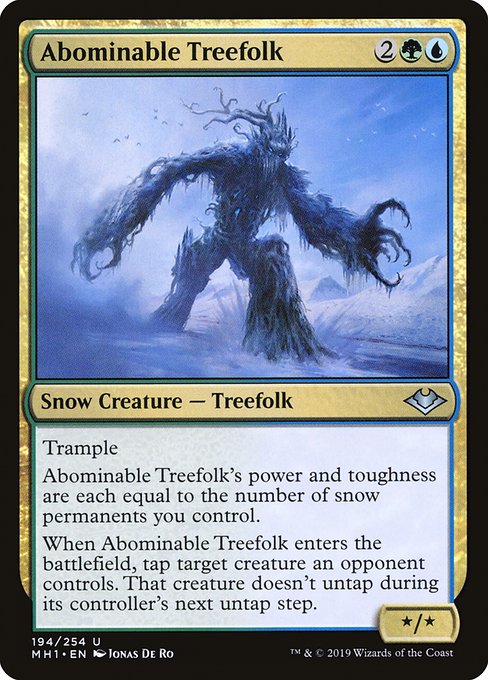 Abominable Treefolk 2
Snow Creature — Treefolk
Trample
Abominable Treefolk's power and toughness
are each equal to the number of snow
permanents you control.
When Abominable Treefolk enters the
battlefield, tap target creature an opponent
controls. That creature doesn't untap during
its controller's next untap step.
*/*
194/254 U
MH1 • EN Jonas De Ro
™ & © 2019 Wizards of the Coast